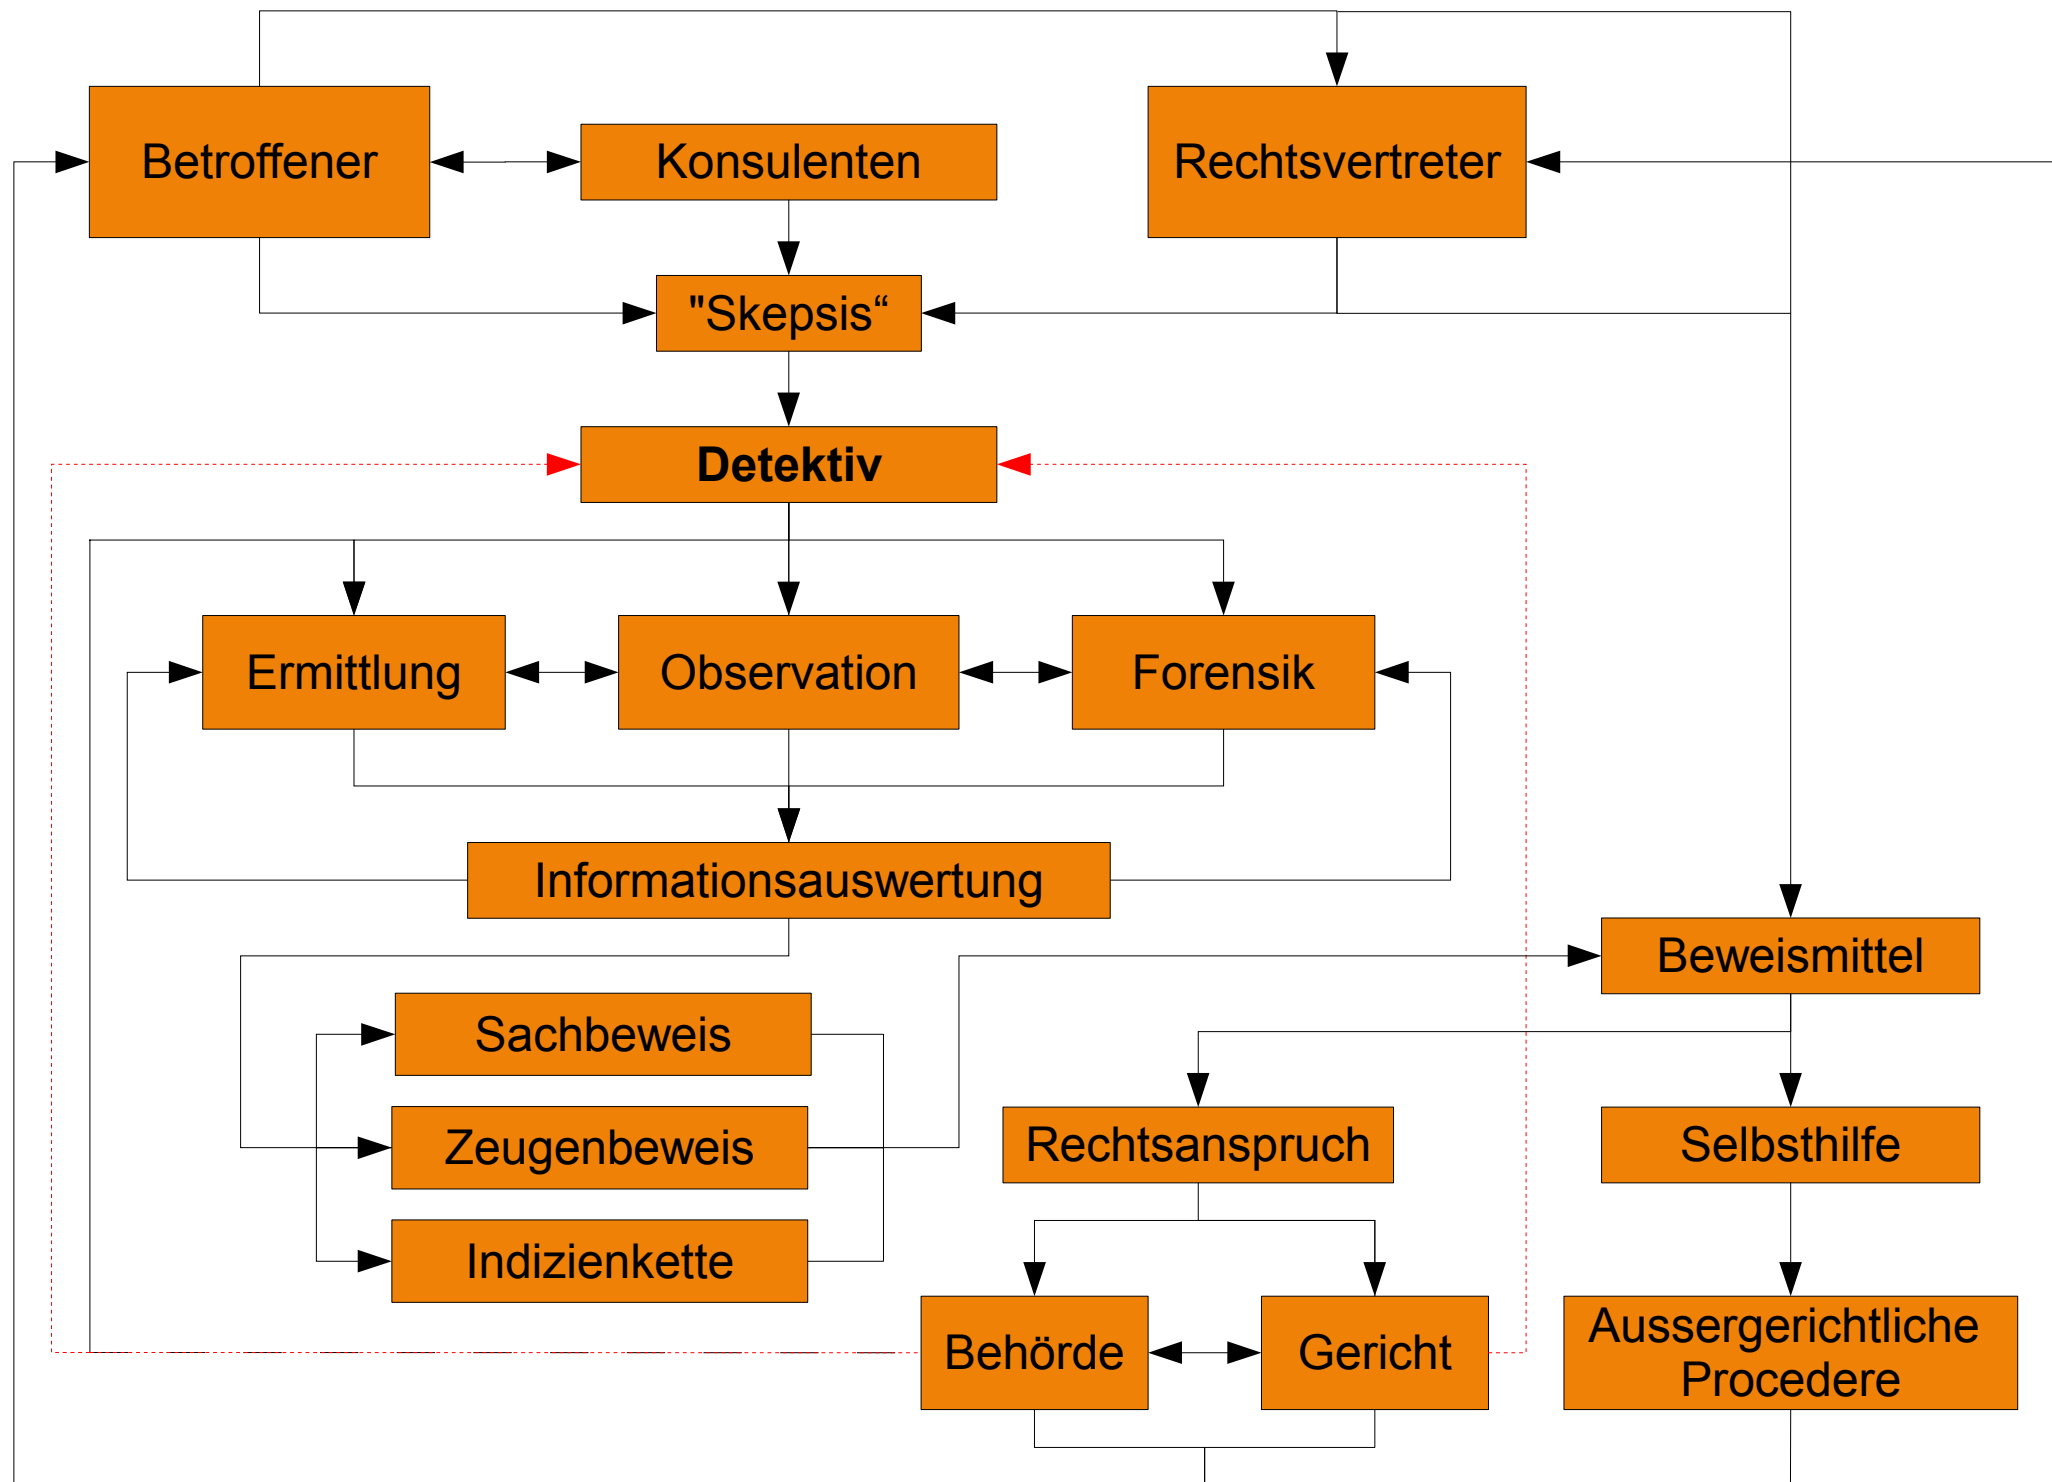 Betroffener
Konsulenten
Rechtsvertreter
"Skepsis“
Detektiv
Ermittlung
Observation
Forensik
Informationsauswertung
Beweismittel
Sachbeweis
Zeugenbeweis
Rechtsanspruch
Selbsthilfe
Indizienkette
Behörde
Gericht
Aussergerichtliche
Procedere